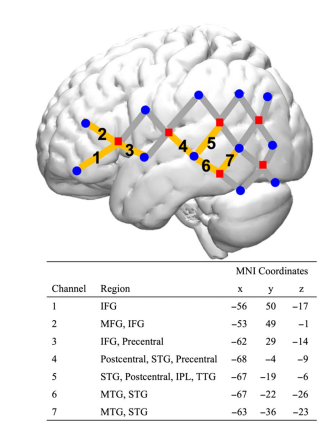 2
1
3
4
5
6
7
MNI Coordinates
Channel Region x y z
1 IFG −56 50 −17
2 MFG, IFG −53 49 −1
3 IFG, Precentral −62 29 −14
4 Postcentral, STG, Precentral −68 −4 −9
5 STG, Postcentral, IPL, TTG −67 −19 −6
6 MTG, STG −67 −22 −26
7 MTG, STG −63 −36 −23